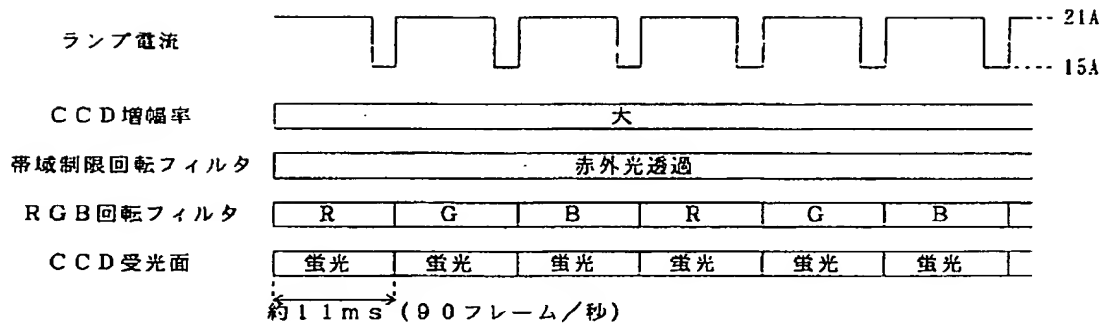 ランプ電流
21A
15A
CCD増幅率 大
帯域制限回転フィルタ 赤外光透過
RGB回転フィルタ R G B R G B
CCD受光面 蛍光 蛍光 蛍光 蛍光 蛍光 蛍光
約11ms(90フレーム/秒)